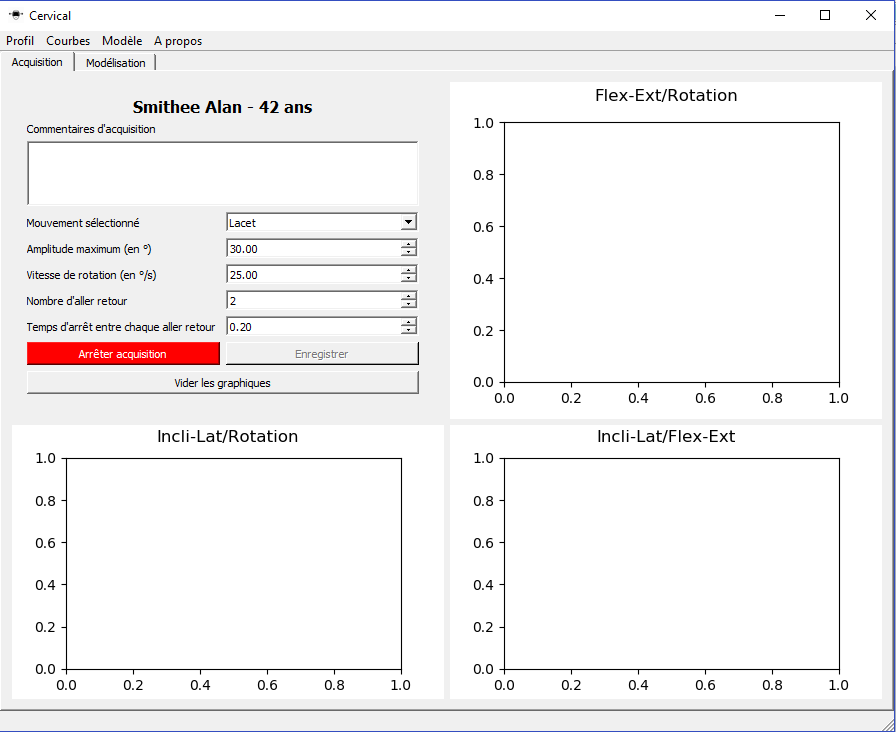 Cervical
Profil Courbes Modèle A propos
Acquisition Modélisation
Smithee Alan - 42 ans
Commentaires d'acquisition
Mouvement sélectionné Lacet
Amplitude maximum (en °) 30.00
Vitesse de rotation (en °/s) 25.00
Nombre d'aller retour 2
Temps d'arrêt entre chaque aller retour 0.20
Arrêter acquisition Enregistrer
Vider les graphiques
Flex-Ext/Rotation
1.0
0.8
0.6
0.4
0.2
0.0
0.0 0.2 0.4 0.6 0.8 1.0
Incli-Lat/Rotation
1.0
0.8
0.6
0.4
0.2
0.0
0.0 0.2 0.4 0.6 0.8 1.0
Incli-Lat/Flex-Ext
1.0
0.8
0.6
0.4
0.2
0.0
0.0 0.2 0.4 0.6 0.8 1.0